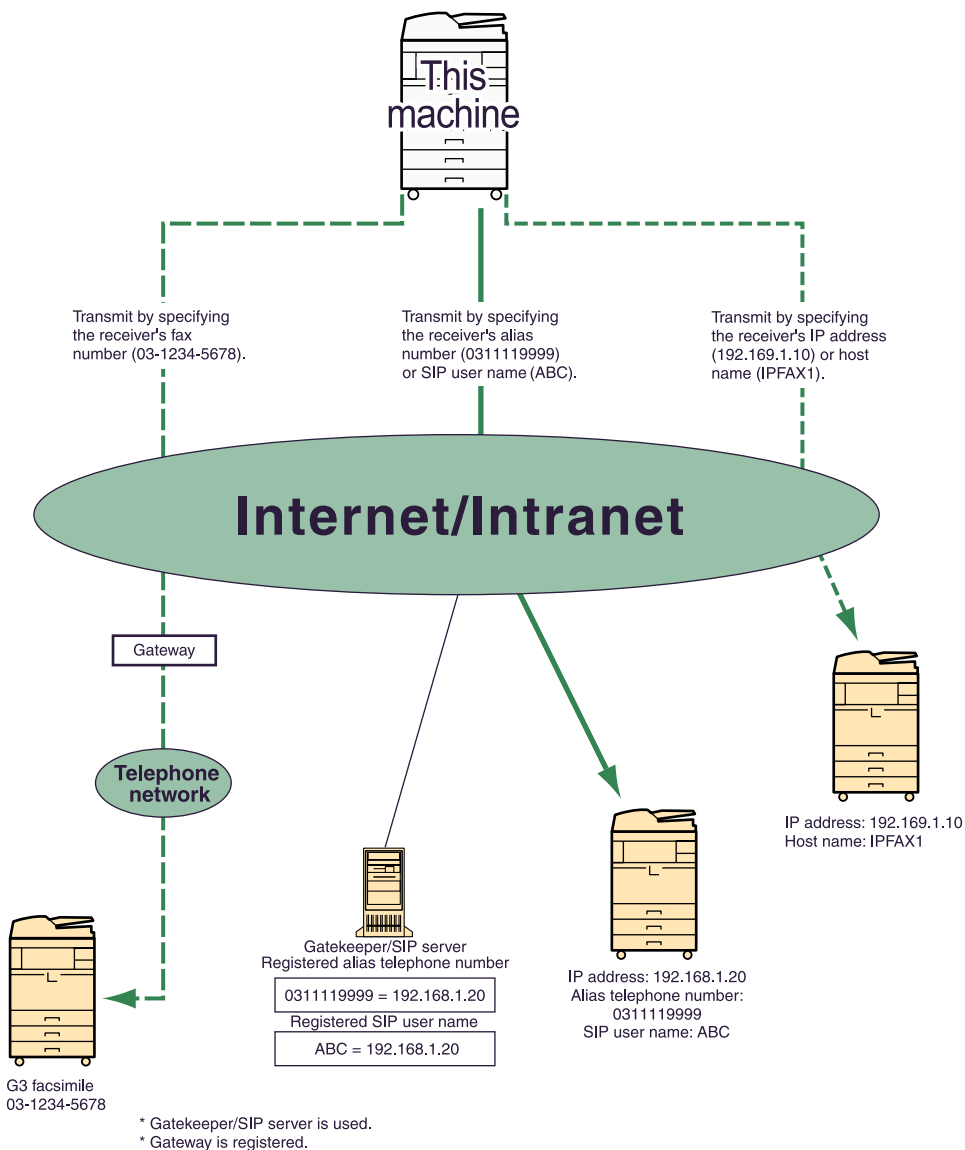 This
machine
Transmit by specifying
the receiver's fax
number (03-1234-5678).
Transmit by specifying
the receiver's alias
number (0311119999)
or SIP user name (ABC).
Transmit by specifying
the receiver's IP address
(192.169.1.10) or host
name (IPFAX1).
Internet/Intranet
Gateway
Telephone
network
IP address: 192.169.1.10
Host name: IPFAX1
Gatekeeper/SIP server
Registered alias telephone number
0311119999 = 192.168.1.20
Registered SIP user name
ABC = 192.168.1.20
IP address: 192.168.1.20
Alias telephone number:
0311119999
SIP user name: ABC
G3 facsimile
03-1234-5678
* Gatekeeper/SIP server is used.
* Gateway is registered.